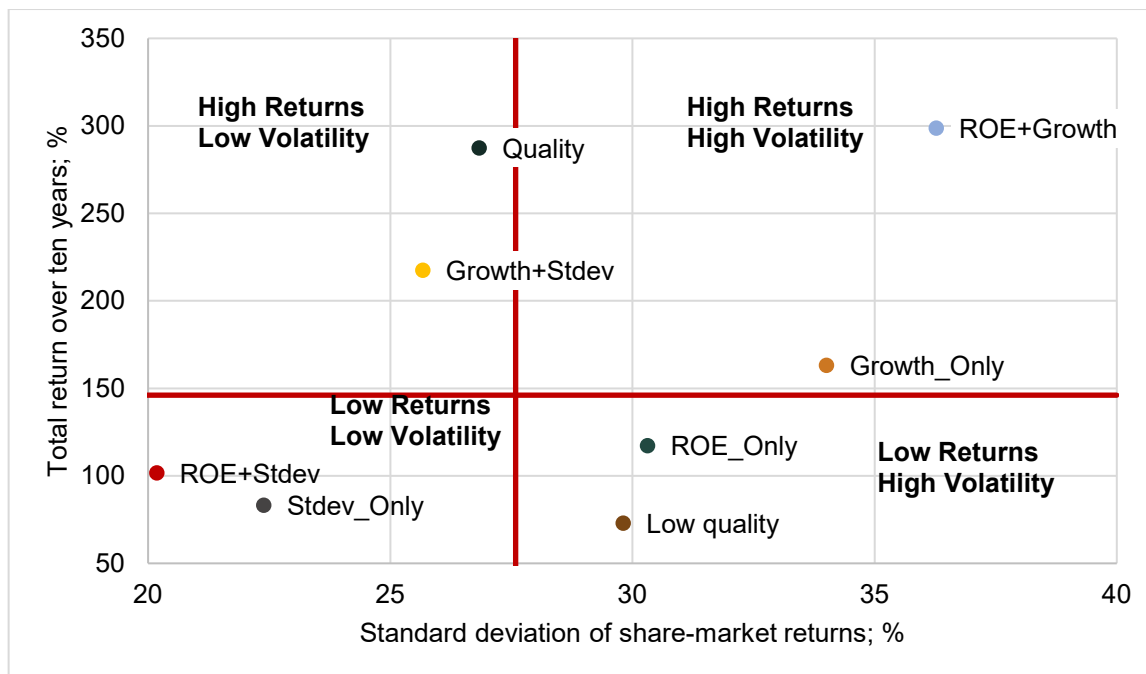 Total return over ten years; %
350
300
250
200
150
100
50
High Returns
Low Volatility
High Returns
High Volatility
ROE+Growth
Quality
Growth+Stdev
Growth_Only
Low Returns
Low Volatility
ROE_Only
Low Returns
High Volatility
ROE+Stdev
Stdev_Only
Low quality
20
25
30
35
40
Standard deviation of share-market returns; %